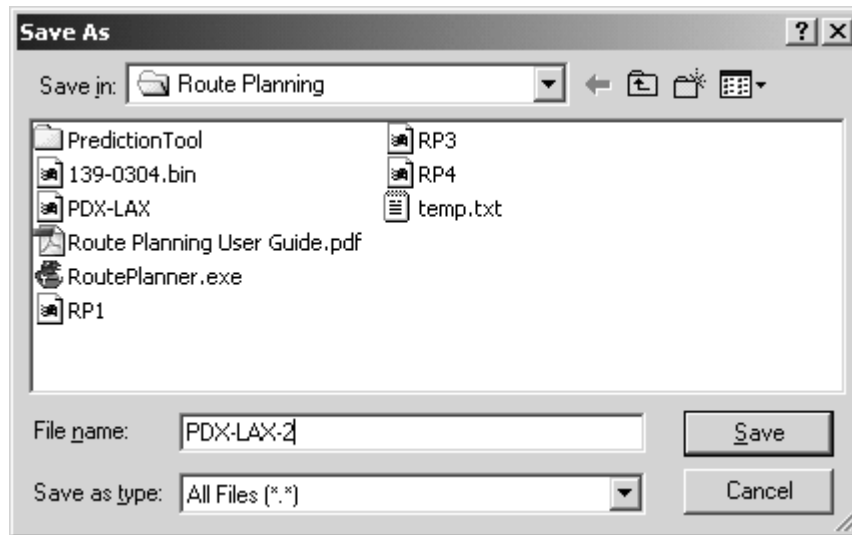 Save As
Save in: Route Planning
PredictionTool
139-0304.bin
PDX-LAX
Route Planning User Guide.pdf
RoutePlanner.exe
RP1
RP3
RP4
temp.txt
File name: PDX-LAX-2 Save
Save as type: All Files (*.*) Cancel